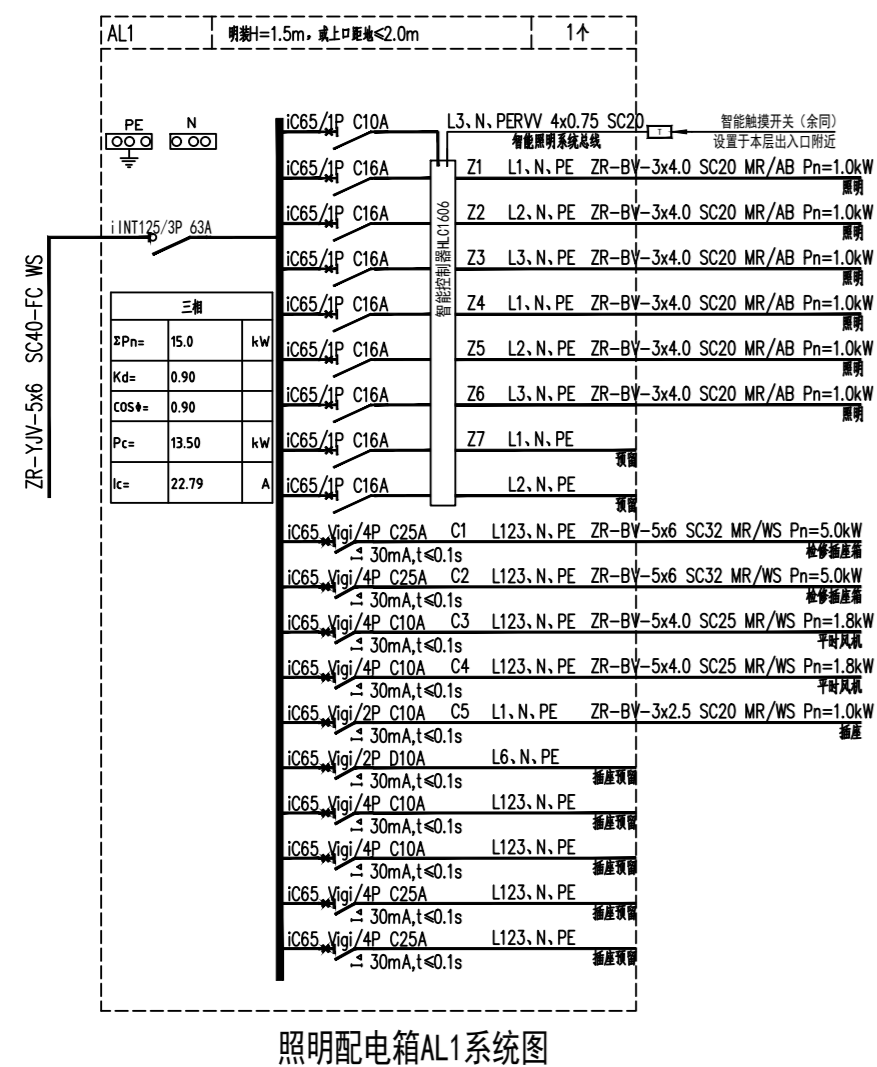 AL1 明装H=1.5m，或上口距地≤2.0m 1个
PE N
iC65/1P C10A L3、N、PERVV 4x0.75 SC20 T 智能触摸开关（余同）
智能照明系统总线 设置于本层出入口附近
智能控制器HLC1606
iC65/1P C16A Z1 L1、N、PE ZR-BV-3x4.0 SC20 MR/AB Pn=1.0kW
照明
iC65/1P C16A Z2 L2、N、PE ZR-BV-3x4.0 SC20 MR/AB Pn=1.0kW
照明
iINT125/3P 63A
ZR-YJV-5x6 SC40-FC WS
iC65/1P C16A Z3 L3、N、PE ZR-BV-3x4.0 SC20 MR/AB Pn=1.0kW
照明
iC65/1P C16A Z4 L1、N、PE ZR-BV-3x4.0 SC20 MR/AB Pn=1.0kW
照明
iC65/1P C16A Z5 L2、N、PE ZR-BV-3x4.0 SC20 MR/AB Pn=1.0kW
照明
iC65/1P C16A Z6 L3、N、PE ZR-BV-3x4.0 SC20 MR/AB Pn=1.0kW
照明
iC65/1P C16A Z7 L1、N、PE
预留
iC65/1P C16A L2、N、PE
预留
三相
ΣPn= 15.0 kW
Kd= 0.90
COSΦ= 0.90
Pc= 13.50 kW
Ic= 22.79 A
iC65 Vigi/4P C25A C1 L123、N、PE ZR-BV-5x6 SC32 MR/WS Pn=5.0kW
30mA,t≤0.1s 检修插座箱
iC65 Vigi/4P C25A C2 L123、N、PE ZR-BV-5x6 SC32 MR/WS Pn=5.0kW
30mA,t≤0.1s 检修插座箱
iC65 Vigi/4P C10A C3 L123、N、PE ZR-BV-5x4.0 SC25 MR/WS Pn=1.8kW
30mA,t≤0.1s 平时风机
iC65 Vigi/4P C10A C4 L123、N、PE ZR-BV-5x4.0 SC25 MR/WS Pn=1.8kW
30mA,t≤0.1s 平时风机
iC65 Vigi/2P C10A C5 L1、N、PE ZR-BV-3x2.5 SC20 MR/WS Pn=1.0kW
30mA,t≤0.1s 插座
iC65 Vigi/2P D10A L6、N、PE
30mA,t≤0.1s 插座预留
iC65 Vigi/4P C10A L123、N、PE
30mA,t≤0.1s 插座预留
iC65 Vigi/4P C10A L123、N、PE
30mA,t≤0.1s 插座预留
iC65 Vigi/4P C25A L123、N、PE
30mA,t≤0.1s 插座预留
iC65 Vigi/4P C25A L123、N、PE
30mA,t≤0.1s 插座预留
照明配电箱AL1系统图